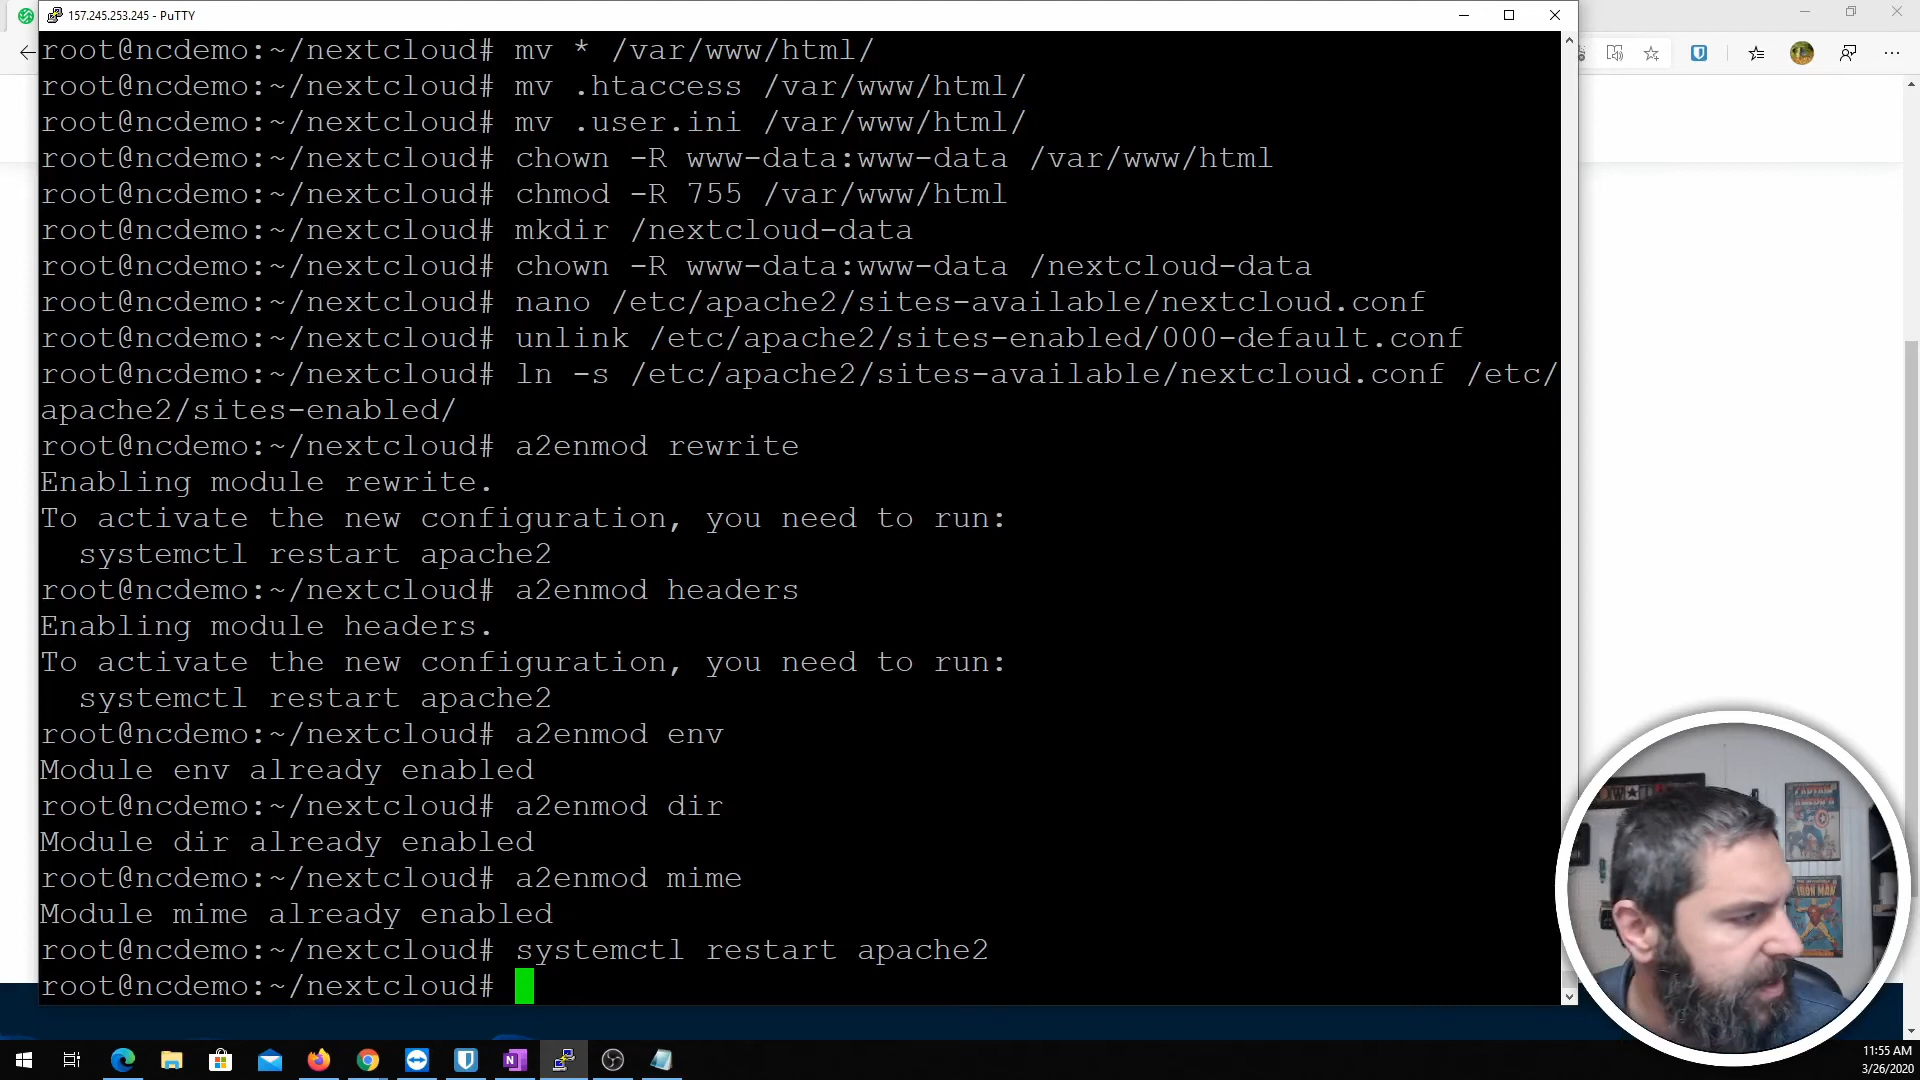 157.245.253.245 - PuTTY
root@ncdemo:~/nextcloud# mv * /var/www/html/
root@ncdemo:~/nextcloud# mv .htaccess /var/www/html/
root@ncdemo:~/nextcloud# mv .user.ini /var/www/html/
root@ncdemo:~/nextcloud# chown -R www-data:www-data /var/www/html
root@ncdemo:~/nextcloud# chmod -R 755 /var/www/html
root@ncdemo:~/nextcloud# mkdir /nextcloud-data
root@ncdemo:~/nextcloud# chown -R www-data:www-data /nextcloud-data
root@ncdemo:~/nextcloud# nano /etc/apache2/sites-available/nextcloud.conf
root@ncdemo:~/nextcloud# unlink /etc/apache2/sites-enabled/000-default.conf
root@ncdemo:~/nextcloud# ln -s /etc/apache2/sites-available/nextcloud.conf /etc/
apache2/sites-enabled/
root@ncdemo:~/nextcloud# a2enmod rewrite
Enabling module rewrite.
To activate the new configuration, you need to run:
  systemctl restart apache2
root@ncdemo:~/nextcloud# a2enmod headers
Enabling module headers.
To activate the new configuration, you need to run:
  systemctl restart apache2
root@ncdemo:~/nextcloud# a2enmod env
Module env already enabled
root@ncdemo:~/nextcloud# a2enmod dir
Module dir already enabled
root@ncdemo:~/nextcloud# a2enmod mime
Module mime already enabled
root@ncdemo:~/nextcloud# systemctl restart apache2
root@ncdemo:~/nextcloud#
CAPTAIN AMERICA
IRON MAN
11:55 AM
3/26/2020